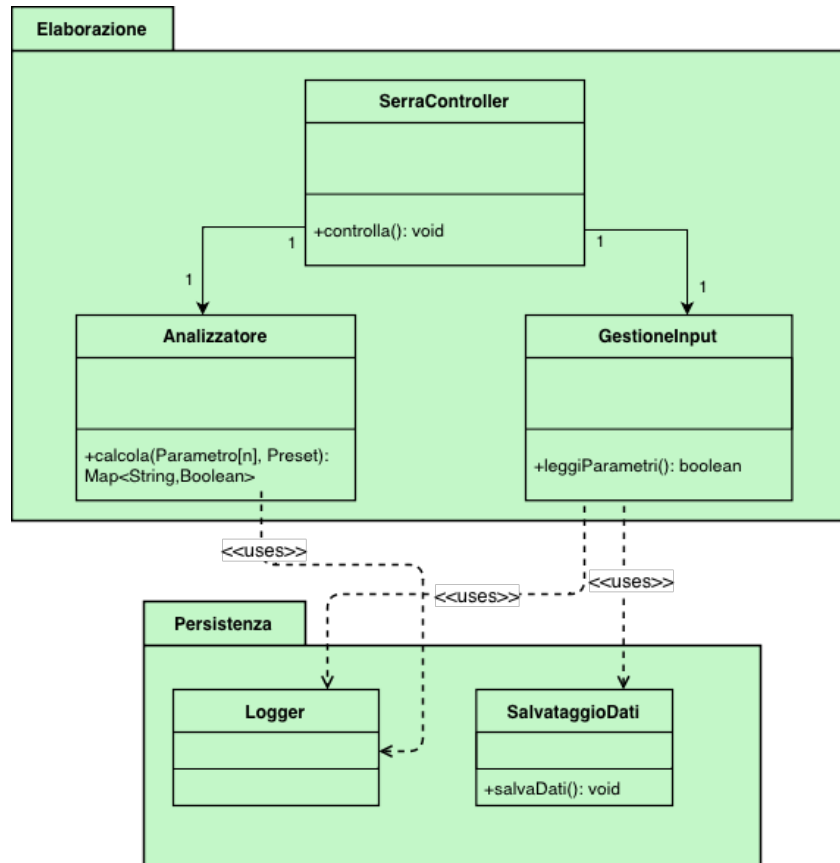 Elaborazione
SerraController
+controlla(): void
1
1
1
1
Analizzatore
GestioneInput
+calcola(Parametro[n], Preset):
Map<String,Boolean>
+leggiParametri(): boolean
<<uses>>
<<uses>>
<<uses>>
Persistenza
Logger
SalvataggioDati
+salvaDati(): void